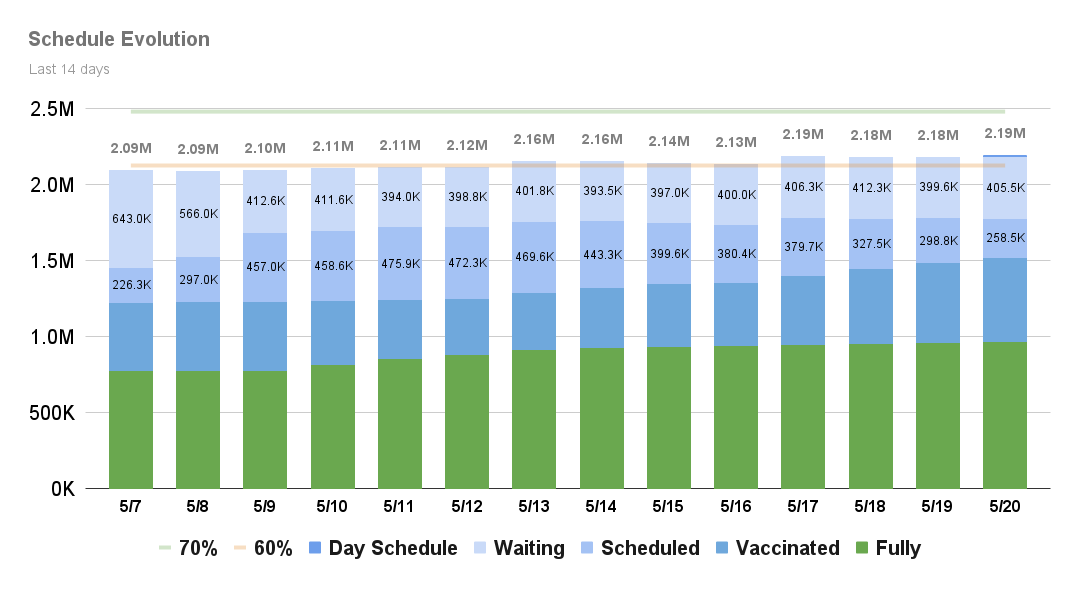 Schedule Evolution
Last 14 days
2.5M
2.09M 2.09M 2.10M 2.11M 2.11M 2.12M 2.16M 2.16M 2.14M 2.13M 2.19M 2.18M 2.18M 2.19M
2.0M
643.0K 566.0K 412.6K 411.6K 394.0K 398.8K 401.8K 393.5K 397.0K 400.0K 406.3K 412.3K 399.6K 405.5K
1.5M
226.3K 297.0K 457.0K 458.6K 475.9K 472.3K 469.6K 443.3K 399.6K 380.4K 379.7K 327.5K 298.8K 258.5K
1.0M
500K
0K
5/7 5/8 5/9 5/10 5/11 5/12 5/13 5/14 5/15 5/16 5/17 5/18 5/19 5/20
70% 60% Day Schedule Waiting Scheduled Vaccinated Fully